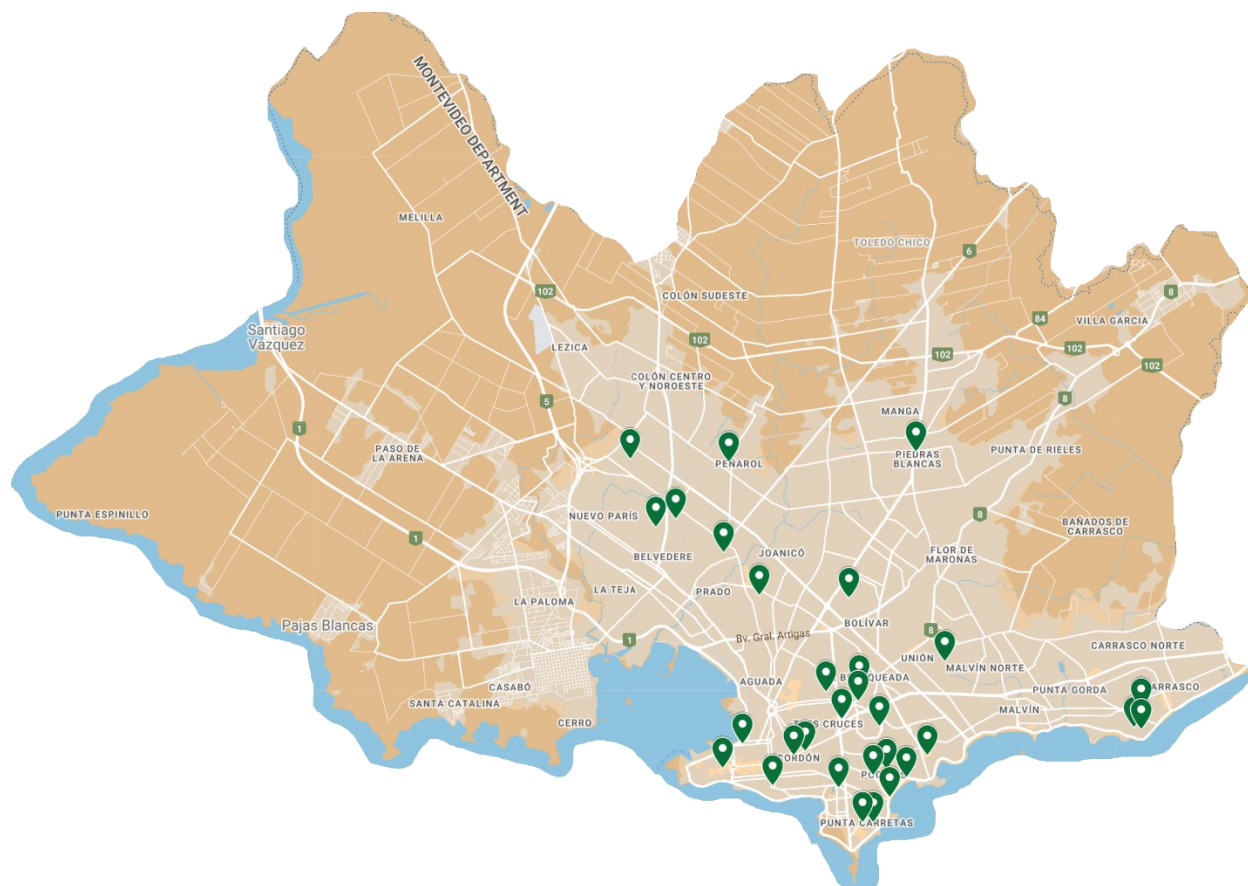 MONTEVIDEO DEPARTMENT
MELILLA
TOLEDO CHICO
6
102
COLÓN SUDESTE
8
84
VILLA GARCIA
Santiago
Vazquez
LEZICA
102
102
102
102
COLÓN CENTRO
Y NOROESTE
5
8
1
MANGA
PASO DE
LA ARENA
PEÑAROL
PIEDRAS
BLANCAS
PUNTA DE RIELES
PUNTA ESPINILLO
NUEVO PARÍS
8
BAÑADOS DE
CARRASCO
1
BELVEDERE
JOANICÓ
FLOR DE
MARONAS
LA TEJA
PRADO
LA PALOMA
Pajas Blancas
BOLÍVAR
8
1
Bv. Gral. Artigas
CARRASCO NORTE
UNIÓN
MALVÍN NORTE
AGUADA
CASABÓ
PUNTA GORDA
SANTA CATALINA
MALVÍN
CERRO
PUNTA CARRETAS